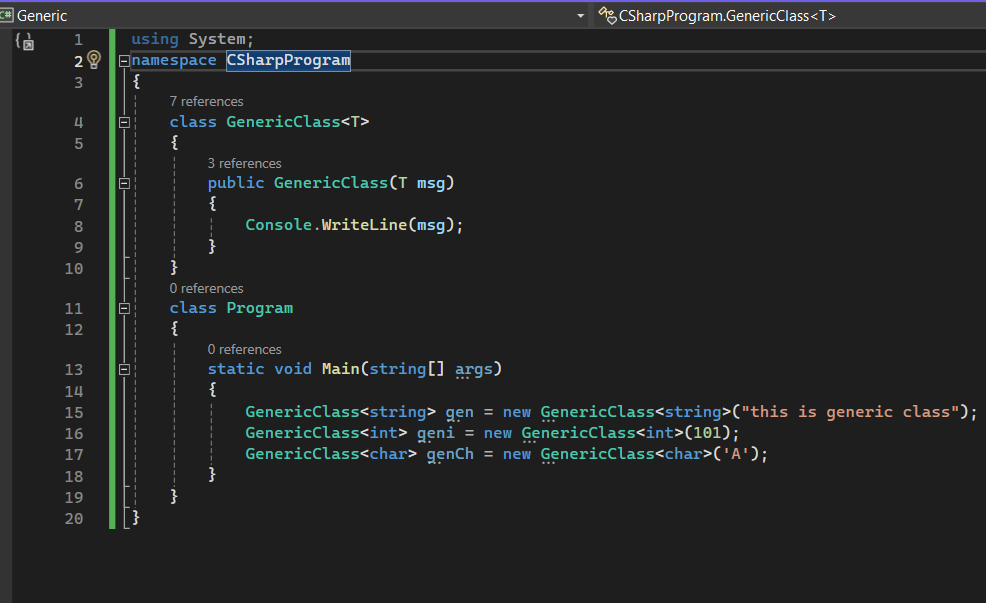 C# Generic CSharpProgram.GenericClass<T>
1 using System;
2 namespace CSharpProgram
3 {
7 references
4 class GenericClass<T>
5 {
3 references
6 public GenericClass(T msg)
7 {
8 Console.WriteLine(msg);
9 }
10 }
0 references
11 class Program
12 {
0 references
13 static void Main(string[] args)
14 {
15 GenericClass<string> gen = new GenericClass<string>("this is generic class");
16 GenericClass<int> geni = new GenericClass<int>(101);
17 GenericClass<char> genCh = new GenericClass<char>('A');
18 }
19 }
20 }